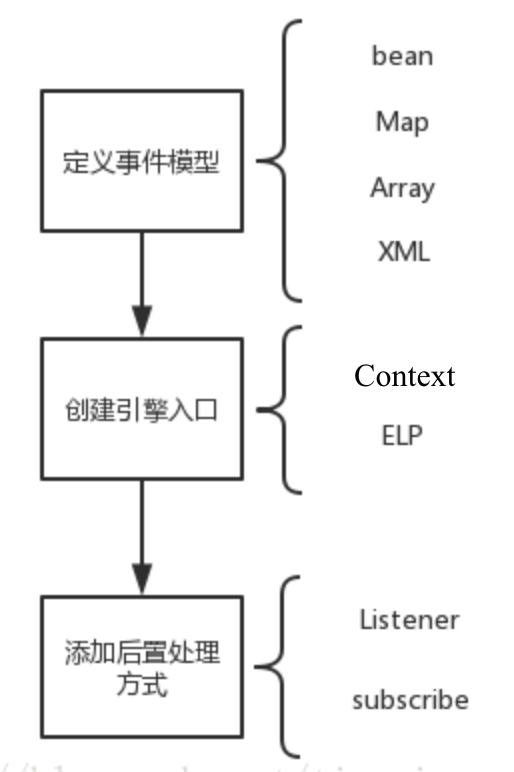 bean
Map
定义事件模型
Array
XML
Context
创建引擎入口
ELP
Listener
添加后置处理
方式
subscribe